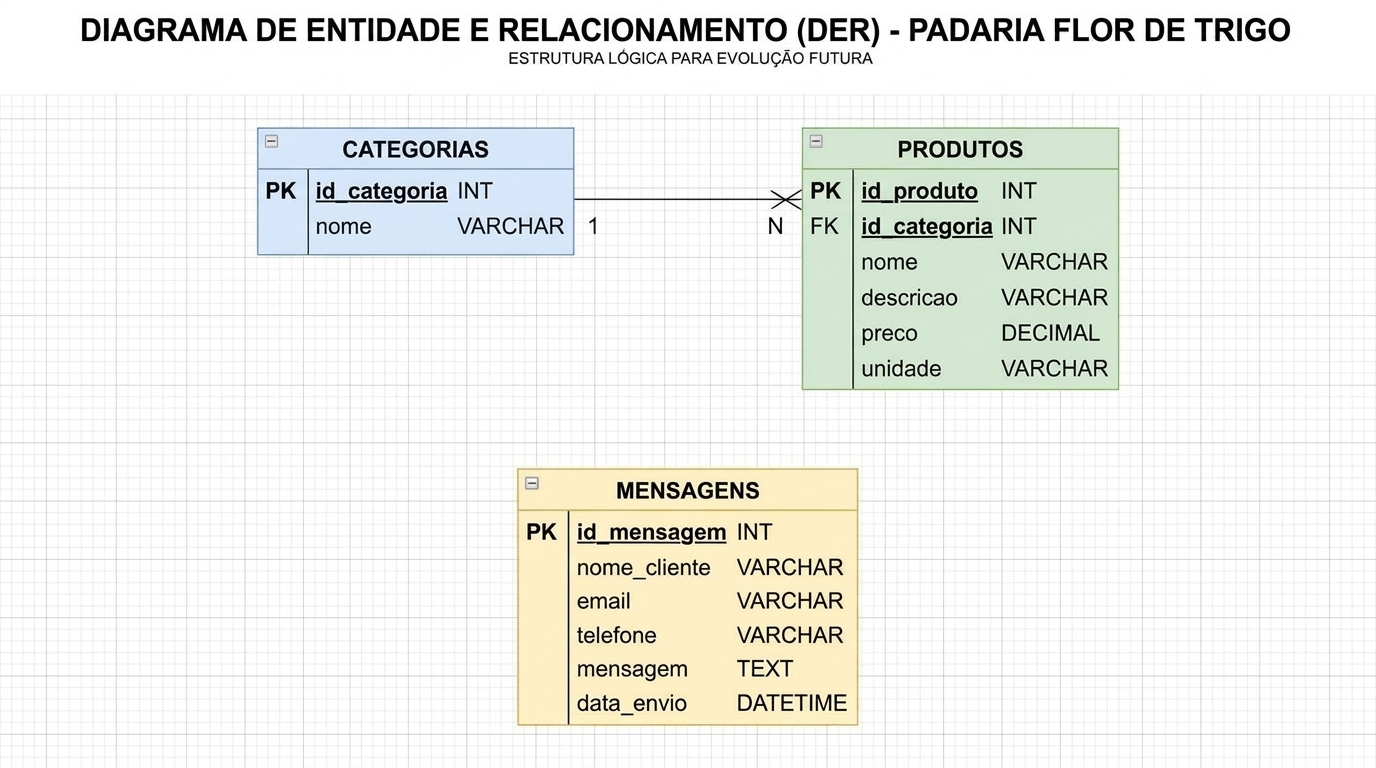 DIAGRAMA DE ENTIDADE E RELACIONAMENTO (DER) - PADARIA FLOR DE TRIGO
ESTRUTURA LÓGICA PARA EVOLUÇÃO FUTURA
CATEGORIAS
PK id_categoria INT
nome VARCHAR
1
N
PRODUTOS
PK id_produto INT
FK id_categoria INT
nome VARCHAR
descricao VARCHAR
preco DECIMAL
unidade VARCHAR
MENSAGENS
PK id_mensagem INT
nome_cliente VARCHAR
email VARCHAR
telefone VARCHAR
mensagem TEXT
data_envio DATETIME